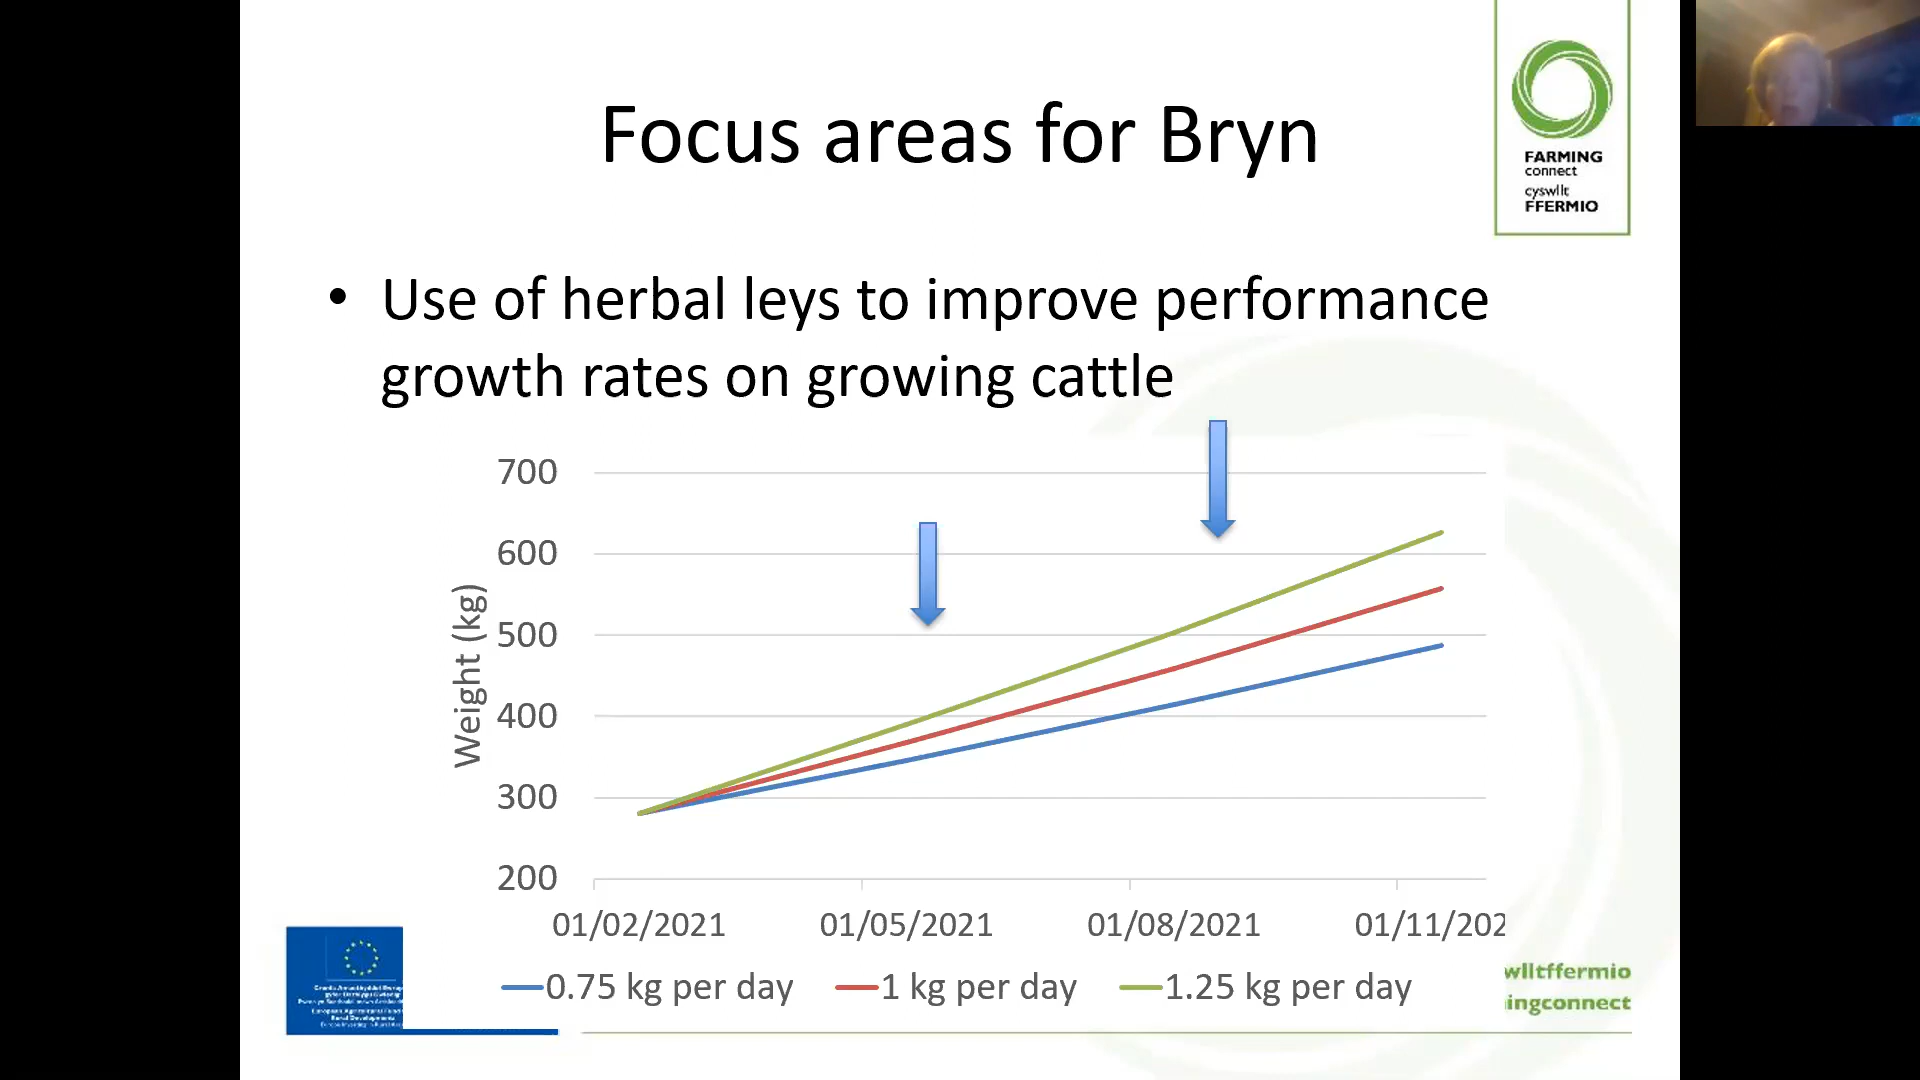 Focus areas for Bryn
FARMING
connect
cyswllt
FFERMIO
• Use of herbal leys to improve performance
growth rates on growing cattle
700
600
500
400
300
200
Weight (kg)
01/02/2021
01/05/2021
01/08/2021
01/11/202
0.75 kg per day
1 kg per day
1.25 kg per day
wlltffermio
ingconnect